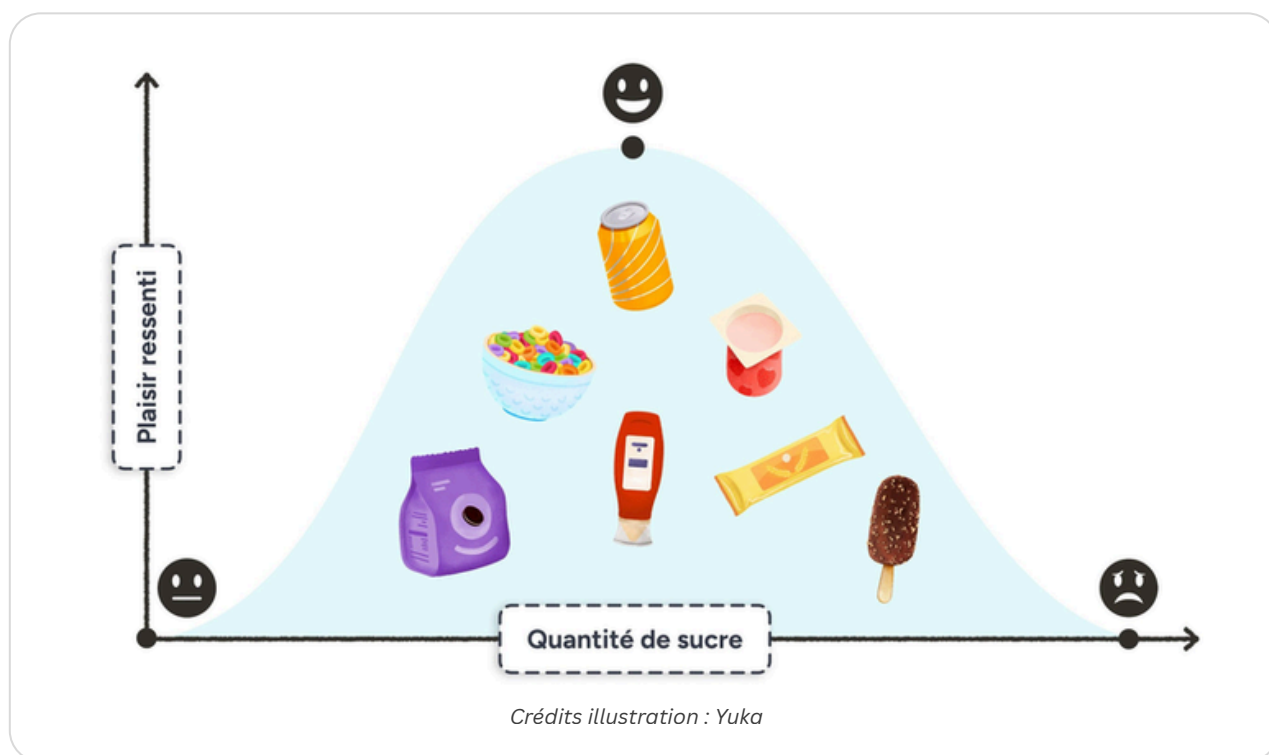 Plaisir ressenti
Quantité de sucre
Crédits illustration : Yuka